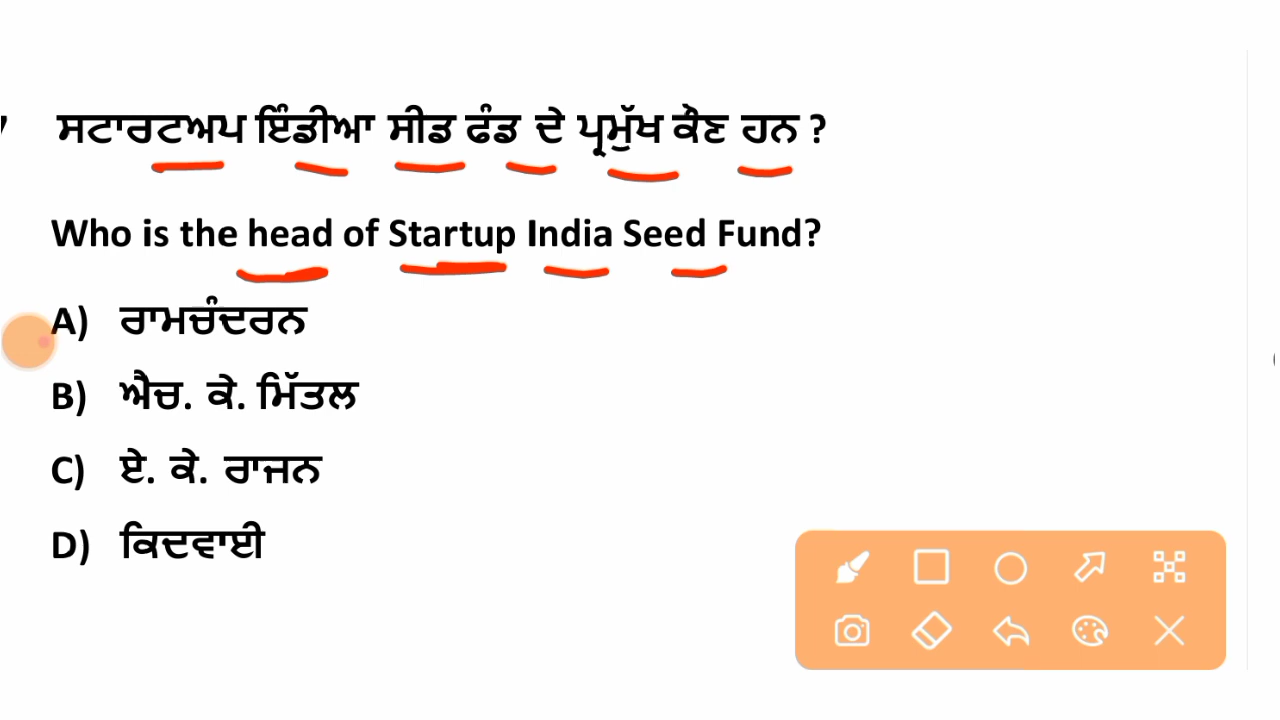 ਸਟਾਰਟਅਪ ਇੰਡੀਆ ਸੀਡ ਫੰਡ ਦੇ ਪ੍ਰਮੁੱਖ ਕੌਣ ਹਨ ?
Who is the head of Startup India Seed Fund?
A) ਰਾਮਚੰਦਰਨ
B) ਐਚ. ਕੇ. ਮਿੱਤਲ
C) ਏ. ਕੇ. ਰਾਜਨ
D) ਕਿਦਵਾਈ